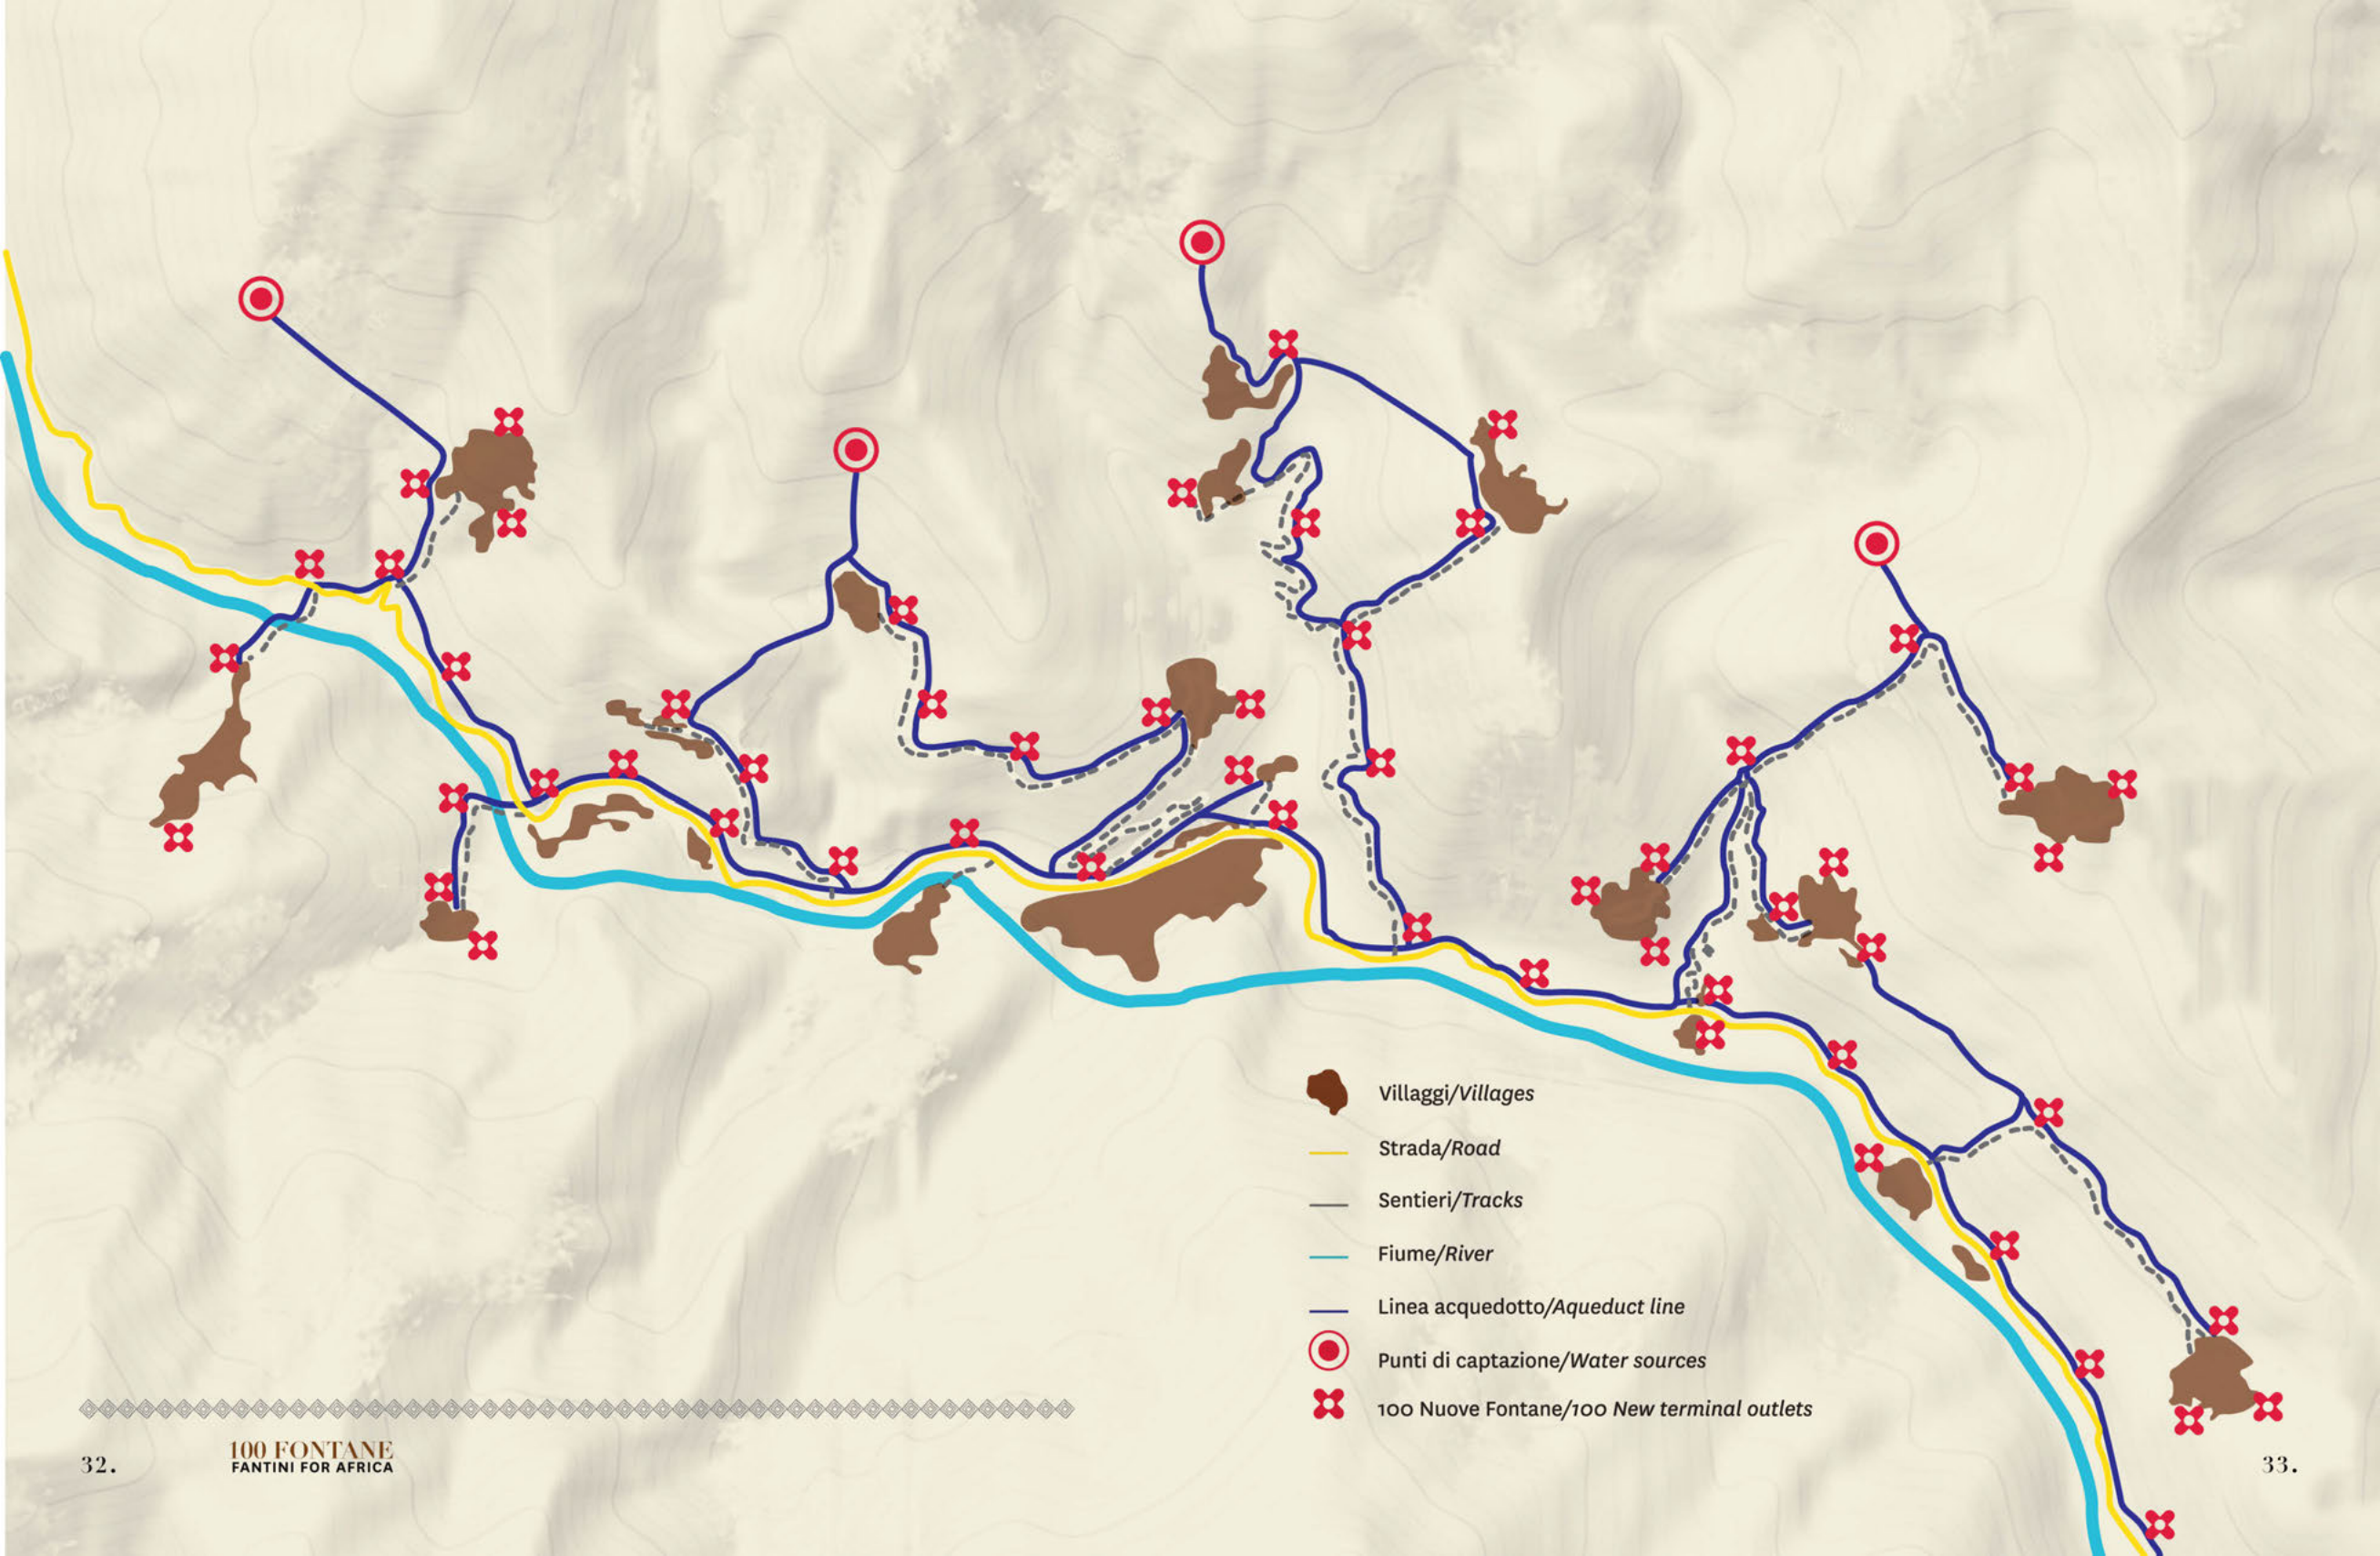 Villaggi/Villages
Strada/Road
Sentieri/Tracks
Fiume/River
Linea acquedotto/Aqueduct line
Punti di captazione/Water sources
100 Nuove Fontane/100 New terminal outlets
32.
100 FONTANE
FANTINI FOR AFRICA
33.